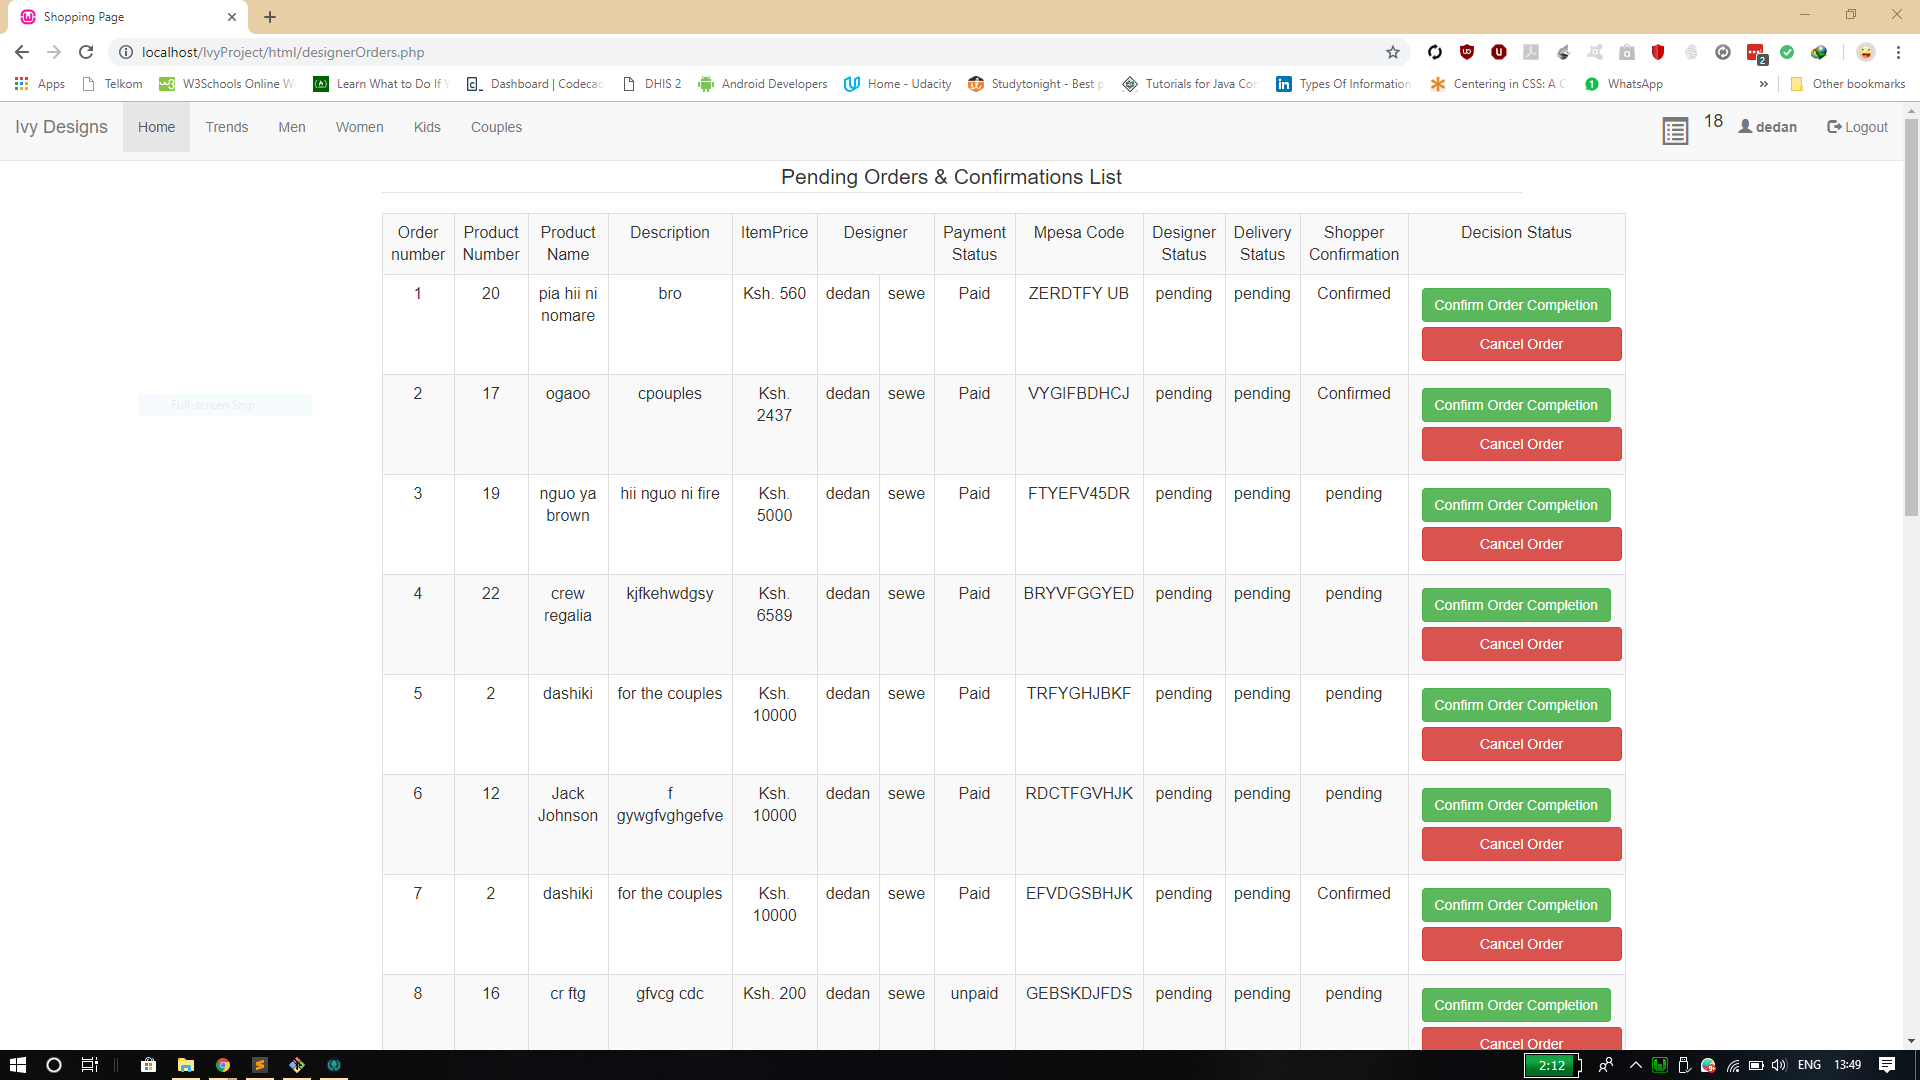 Shopping Page
localhost/IvyProject/html/designerOrders.php
2
Apps Telkom W3Schools Online W Learn What to Do If Y Dashboard | Codecac DHIS 2 Android Developers Home - Udacity Studytonight - Best p Tutorials for Java Con Types Of Information Centering in CSS: A C WhatsApp » Other bookmarks
Ivy Designs Home Trends Men Women Kids Couples 18 dedan Logout
Pending Orders & Confirmations List
Order number Product Number Product Name Description ItemPrice Designer Payment Status Mpesa Code Designer Status Delivery Status Shopper Confirmation Decision Status
1 20 pia hii ni nomare bro Ksh. 560 dedan sewe Paid ZERDTFY UB pending pending Confirmed Confirm Order Completion
Cancel Order
Full-screen Snip
2 17 ogaoo cpouples Ksh. 2437 dedan sewe Paid VYGIFBDHCJ pending pending Confirmed Confirm Order Completion
Cancel Order
3 19 nguo ya brown hii nguo ni fire Ksh. 5000 dedan sewe Paid FTYEFV45DR pending pending pending Confirm Order Completion
Cancel Order
4 22 crew regalia kjfkehwdgsy Ksh. 6589 dedan sewe Paid BRYVFGGYED pending pending pending Confirm Order Completion
Cancel Order
5 2 dashiki for the couples Ksh. 10000 dedan sewe Paid TRFYGHJBKF pending pending pending Confirm Order Completion
Cancel Order
6 12 Jack Johnson f gywgfvghgefve Ksh. 10000 dedan sewe Paid RDCTFGVHJK pending pending pending Confirm Order Completion
Cancel Order
7 2 dashiki for the couples Ksh. 10000 dedan sewe Paid EFVDGSBHJK pending pending Confirmed Confirm Order Completion
Cancel Order
8 16 cr ftg gfvcg cdc Ksh. 200 dedan sewe unpaid GEBSKDJFDS pending pending pending Confirm Order Completion
Cancel Order
2:12 ENG 13:49